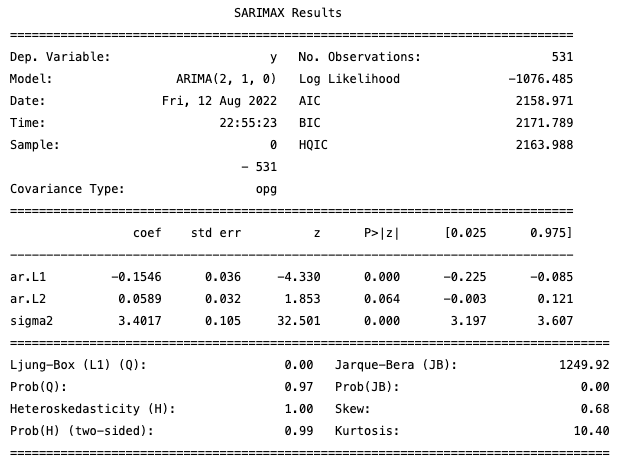 SARIMAX Results
==============================================================================
Dep. Variable: y No. Observations: 531
Model: ARIMA(2, 1, 0) Log Likelihood -1076.485
Date: Fri, 12 Aug 2022 AIC 2158.971
Time: 22:55:23 BIC 2171.789
Sample: 0 HQIC 2163.988
- 531
Covariance Type: opg
==============================================================================
coef std err z P>|z| [0.025 0.975]
------------------------------------------------------------------------------
ar.L1 -0.1546 0.036 -4.330 0.000 -0.225 -0.085
ar.L2 0.0589 0.032 1.853 0.064 -0.003 0.121
sigma2 3.4017 0.105 32.501 0.000 3.197 3.607
===================================================================================
Ljung-Box (L1) (Q): 0.00 Jarque-Bera (JB): 1249.92
Prob(Q): 0.97 Prob(JB): 0.00
Heteroskedasticity (H): 1.00 Skew: 0.68
Prob(H) (two-sided): 0.99 Kurtosis: 10.40
===================================================================================